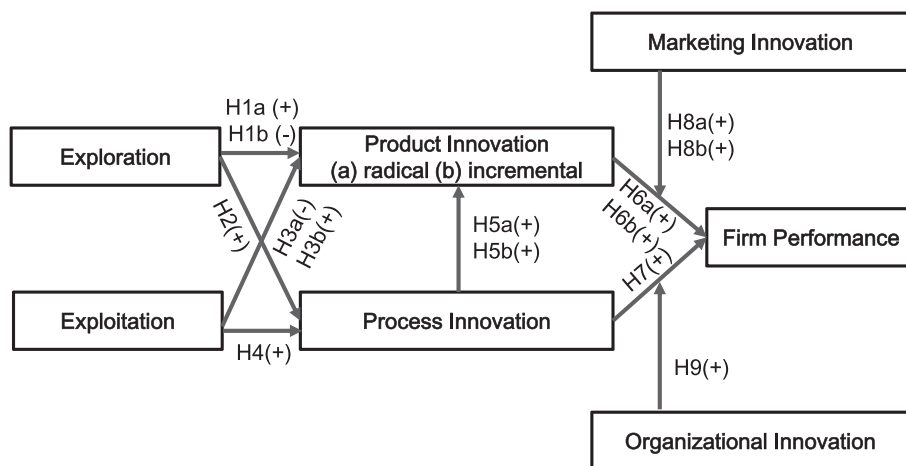 Marketing Innovation
H1a (+)
H1b (-)
H8a(+)
H8b(+)
Exploration
Product Innovation
(a) radical (b) incremental
H2(+)
H3a(-)
H3b(+)
H5a(+)
H5b(+)
H6a(+)
H6b(+)
H7(+)
Firm Performance
Exploitation
Process Innovation
H4(+)
H9(+)
Organizational Innovation